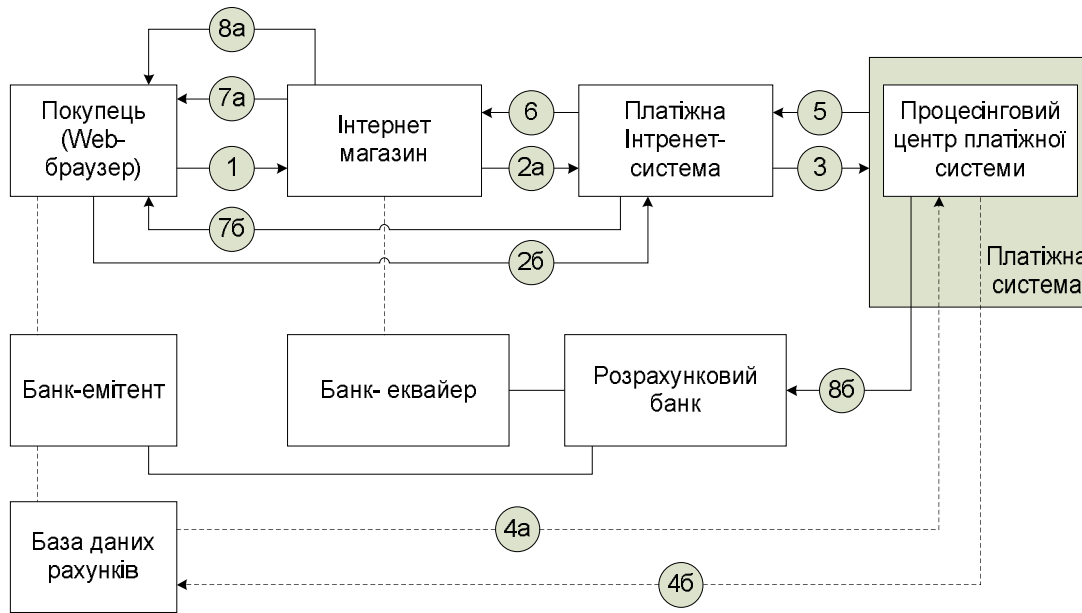 8а
Покупець
(Web-
браузер)
7а
1
Інтернет
магазин
6
2а
Платіжна
Інтренет-
система
5
3
Процесінговий
центр платіжної
системи
7б
2б
Платіжна
система
Банк-емітент
Банк- еквайер
Розрахунковий
банк
8б
База даних
рахунків
4а
4б